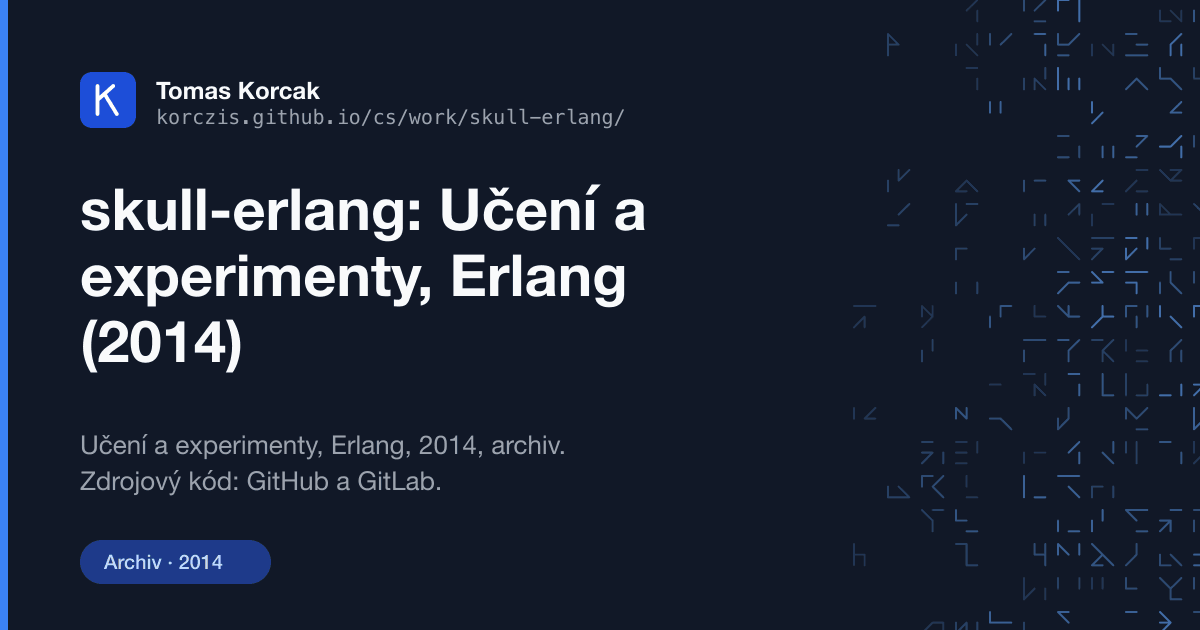 K
Tomas Korcak
korczis.github.io/cs/work/skull-erlang/
skull-erlang: Učení a
experimenty, Erlang
(2014)
Učení a experimenty, Erlang, 2014, archiv.
Zdrojový kód: GitHub a GitLab.
Archiv · 2014